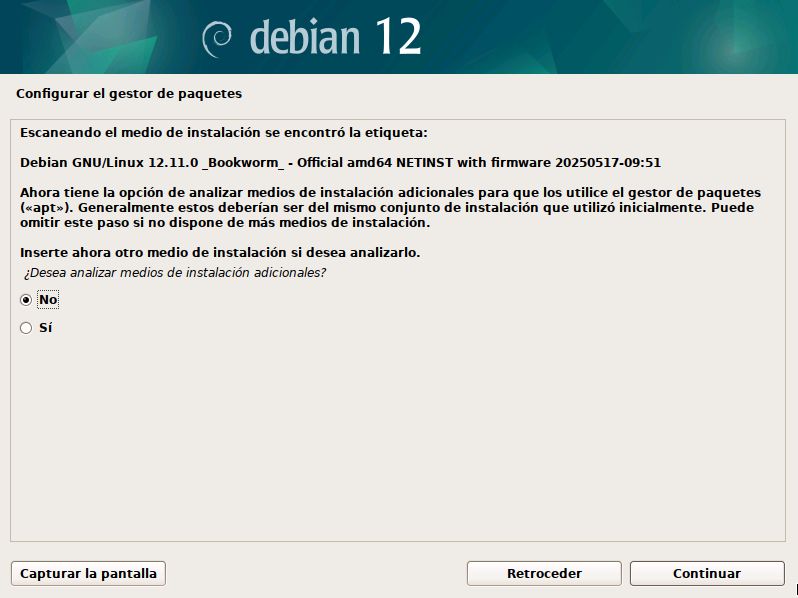 debian 12
Configurar el gestor de paquetes
Escaneando el medio de instalación se encontró la etiqueta:
Debian GNU/Linux 12.11.0 _Bookworm_ - Official amd64 NETINST with firmware 20250517-09:51
Ahora tiene la opción de analizar medios de instalación adicionales para que los utilice el gestor de paquetes
(«apt»). Generalmente estos deberían ser del mismo conjunto de instalación que utilizó inicialmente. Puede
omitir este paso si no dispone de más medios de instalación.
Inserte ahora otro medio de instalación si desea analizarlo.
¿Desea analizar medios de instalación adicionales?
No
Sí
Capturar la pantalla
Retroceder
Continuar